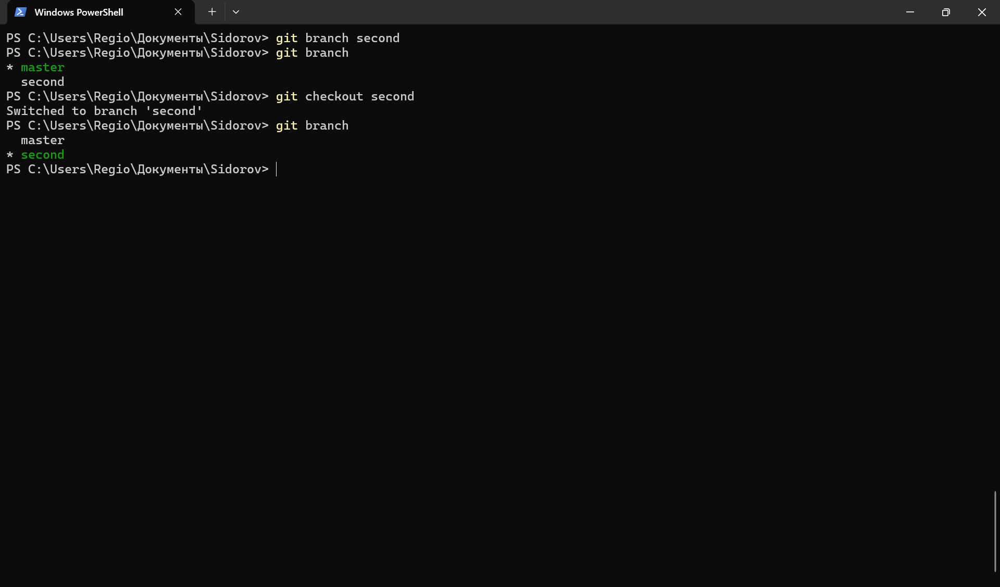 Windows PowerShell
PS C:\Users\Regio\Документы\Sidorov> git branch second
PS C:\Users\Regio\Документы\Sidorov> git branch
* master
  second
PS C:\Users\Regio\Документы\Sidorov> git checkout second
Switched to branch 'second'
PS C:\Users\Regio\Документы\Sidorov> git branch
  master
* second
PS C:\Users\Regio\Документы\Sidorov>